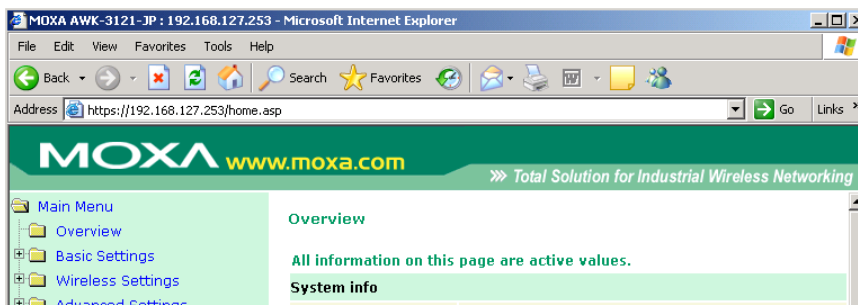 MOXA AWK-3121-JP : 192.168.127.253 - Microsoft Internet Explorer
File Edit View Favorites Tools Help
Back Search Favorites
Address https://192.168.127.253/home.asp Go Links »
MOXA www.moxa.com
»» Total Solution for Industrial Wireless Networking
Main Menu
Overview
Basic Settings
Wireless Settings
Advanced Settings
Overview
All information on this page are active values.
System info